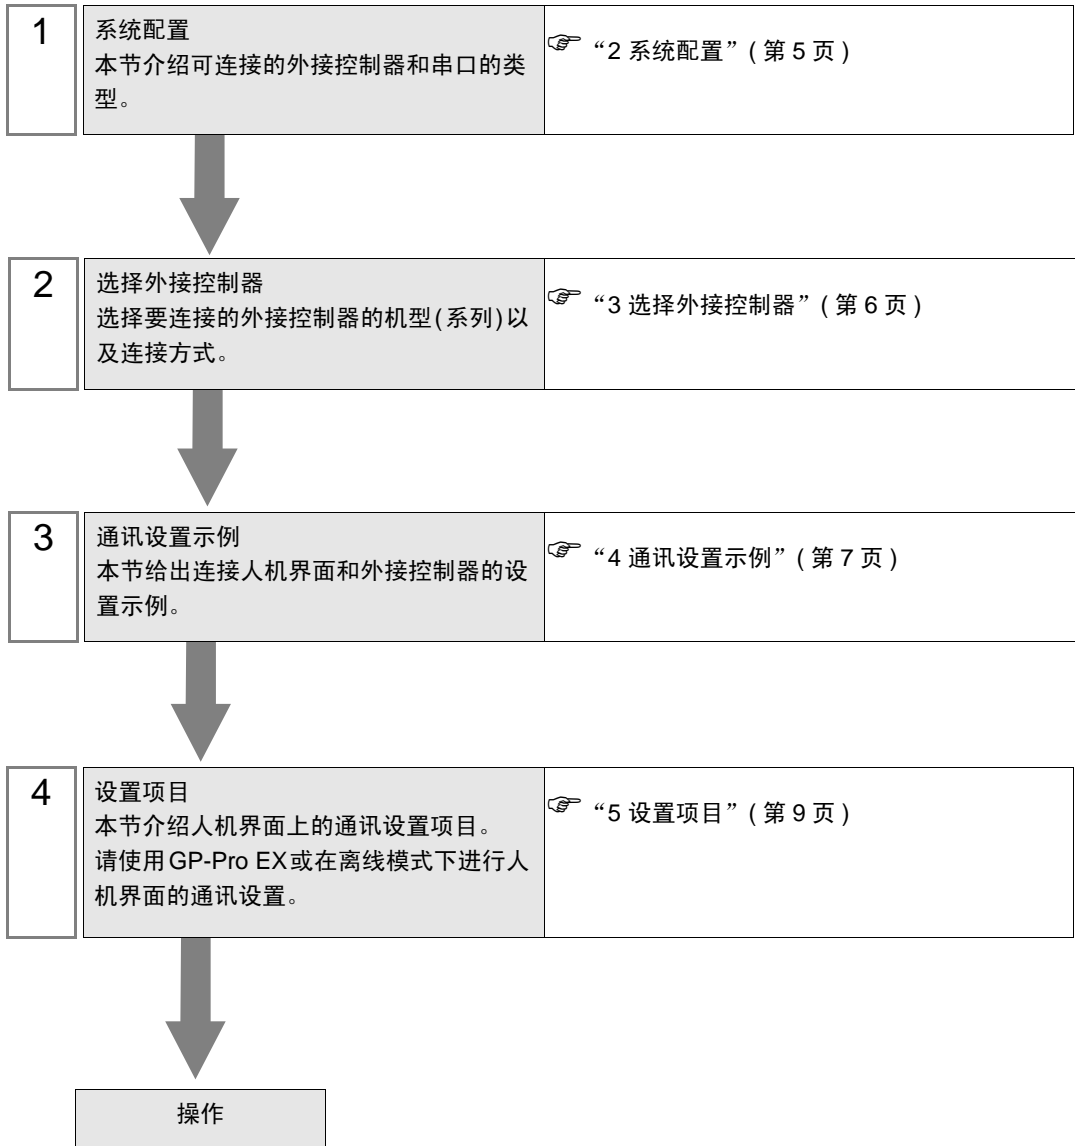 1
系统配置
本节介绍可连接的外接控制器和串口的类
型。
“2 系统配置” ( 第 5 页 )
2
选择外接控制器
选择要连接的外接控制器的机型(系列)以
及连接方式。
“3 选择外接控制器” ( 第 6 页 )
3
通讯设置示例
本节给出连接人机界面和外接控制器的设
置示例。
“4 通讯设置示例” ( 第 7 页 )
4
设置项目
本节介绍人机界面上的通讯设置项目。
请使用GP-Pro EX或在离线模式下进行人
机界面的通讯设置。
“5 设置项目” ( 第 9 页 )
操作